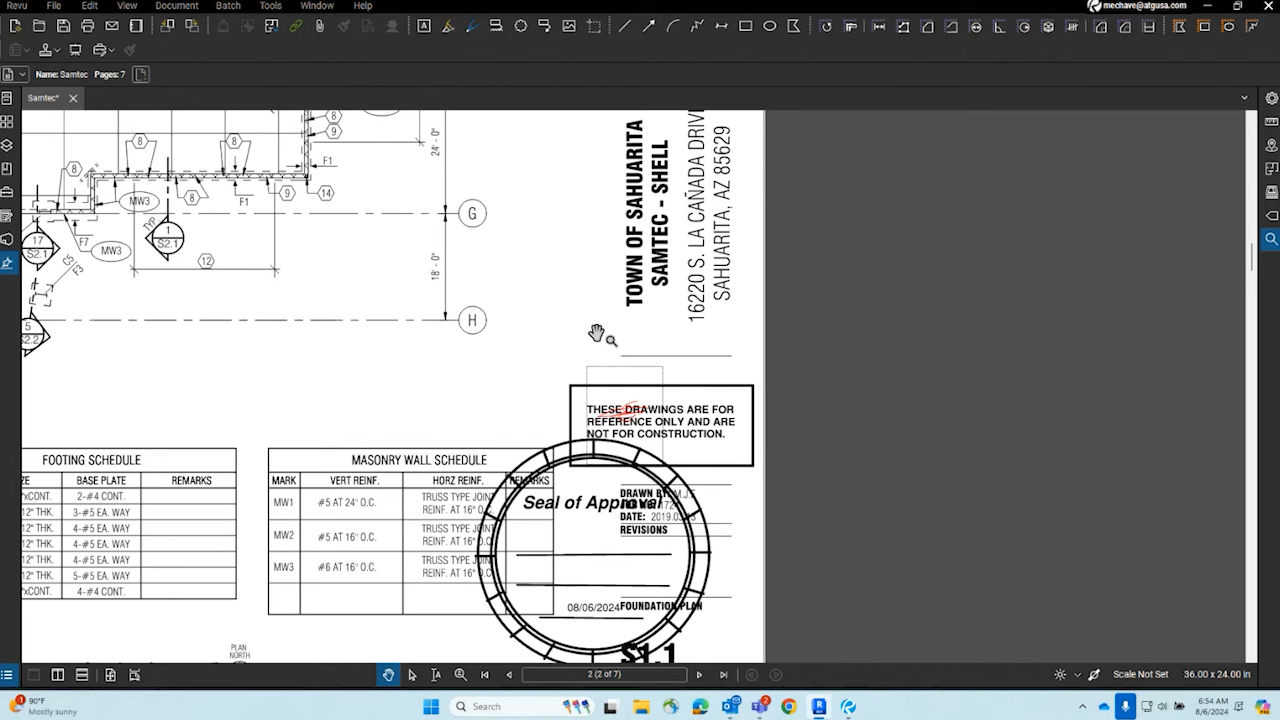 Revu File Edit View Document Batch Tools Window Help
mechave@atgusa.com
Name: Samtec Pages: 7
Samtec*
8
9
24' - 0"
8
8
F1
8
MW3
8
F1
9
14
G
TYP.
1
S2.1
17
S2.1
F7
MW3
C5/F3
12
18' - 0"
H
5
S2.2
TOWN OF SAHUARITA
SAMTEC - SHELL
16220 S. LA CAÑADA DRIV
SAHUARITA, AZ 85629
THESE DRAWINGS ARE FOR
REFERENCE ONLY AND ARE
NOT FOR CONSTRUCTION.
FOOTING SCHEDULE
ZE BASE PLATE REMARKS
"xCONT. 2-#4 CONT.
12" THK. 3-#5 EA. WAY
12" THK. 4-#5 EA. WAY
12" THK. 4-#5 EA. WAY
12" THK. 4-#5 EA. WAY
12" THK. 5-#5 EA. WAY
"xCONT. 4-#4 CONT.
MASONRY WALL SCHEDULE
MARK VERT REINF. HORZ REINF. REMARKS
MW1 #5 AT 24" O.C. TRUSS TYPE JOINT
REINF. AT 16" O.C.
MW2 #5 AT 16" O.C. TRUSS TYPE JOINT
REINF. AT 16" O.C.
MW3 #6 AT 16" O.C. TRUSS TYPE JOINT
REINF. AT 16" O.C.
Seal of Approval
DRAWN BY: M.J.
DATE: 2019.
REVISIONS
08/06/2024
FOUNDATION PLAN
S1.1
PLAN
NORTH
2 (2 of 7)
Scale Not Set 36.00 x 24.00 in
1
90°F
Mostly sunny
Search
2
6:54 AM
8/6/2024